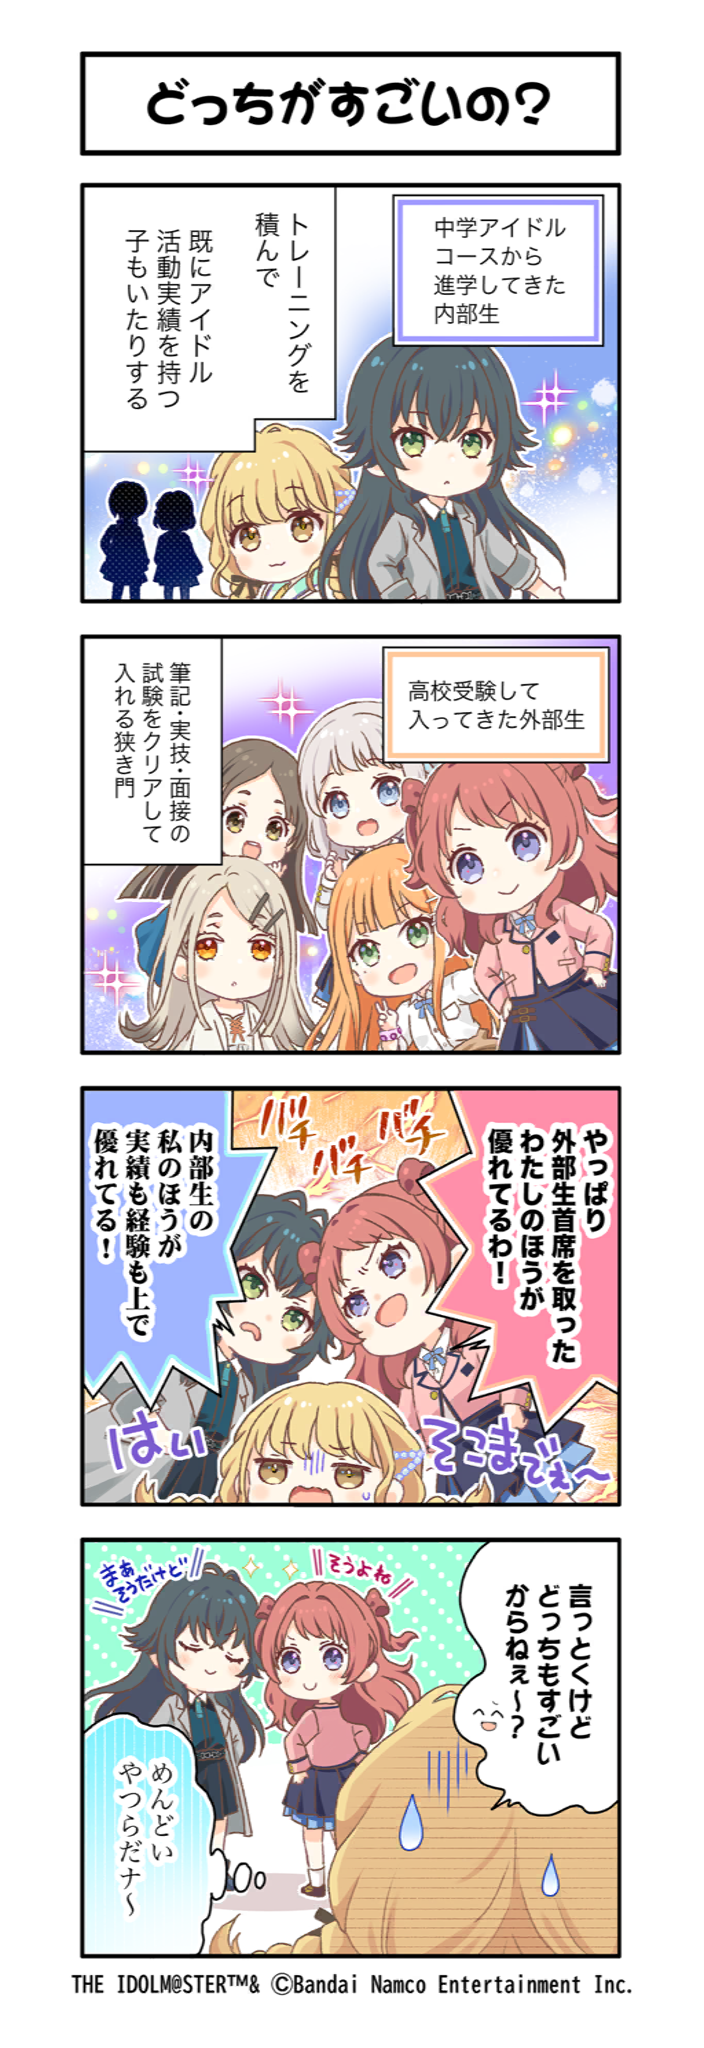 どっちがすごいの?
中学アイドル
コースから
進学してきた
内部生
トレーニングを
積んで
既にアイドル
活動実績を持つ
子もいたりする
高校受験して
入ってきた外部生
筆記・実技・面接の
試験をクリアして
入れる狭き門
やっぱり
外部生首席を取った
わたしのほうが
優れてるわ!
バチ
バチ
バチ
内部生の
私のほうが
実績も経験も上で
優れてる!
はい
そこまでぇ〜
言っとくけど
どっちもすごい
からねぇ〜?
そうよね
まぁ
そうだけど
めんどい
やつらだナ〜
THE IDOLM@STER™& ©Bandai Namco Entertainment Inc.